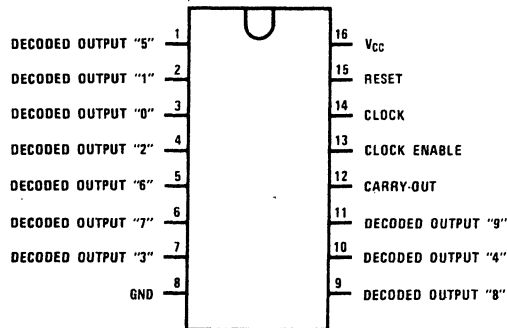 DECODED OUTPUT "5" 1
DECODED OUTPUT "1" 2
DECODED OUTPUT "0" 3
DECODED OUTPUT "2" 4
DECODED OUTPUT "6" 5
DECODED OUTPUT "7" 6
DECODED OUTPUT "3" 7
GND 8
16 VCC
15 RESET
14 CLOCK
13 CLOCK ENABLE
12 CARRY-OUT
11 DECODED OUTPUT "9"
10 DECODED OUTPUT "4"
9 DECODED OUTPUT "8"